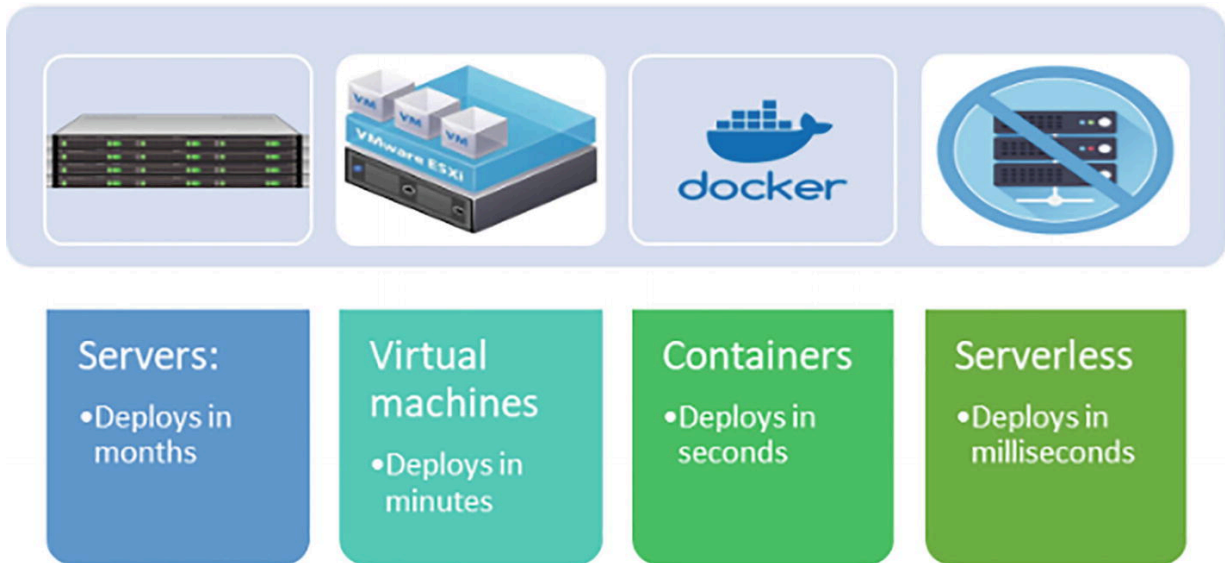 VM
VM
VM
VMware ESXi
docker
Servers:
•Deploys in
months
Virtual
machines
•Deploys in
minutes
Containers
•Deploys in
seconds
Serverless
•Deploys in
milliseconds